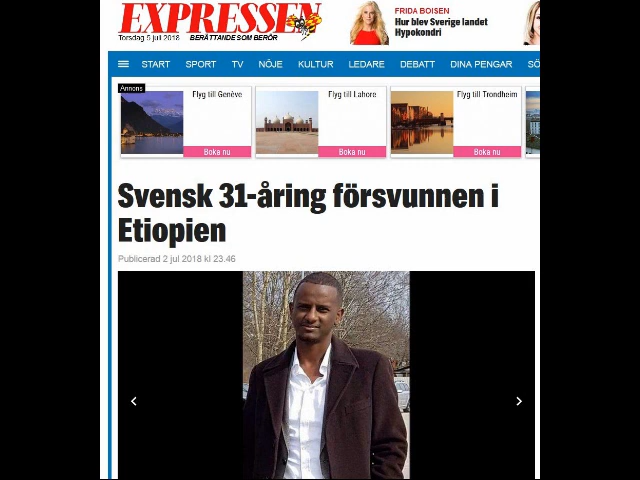 EXPRESSEN
Torsdag 5 juli 2018
BERÄTTANDE SOM BERÖR
FRIDA BOISEN
Hur blev Sverige landet
Hypokondri
START SPORT TV NÖJE KULTUR LEDARE DEBATT DINA PENGAR SÖ
Annons
Flyg till Genève
Boka nu
Flyg till Lahore
Boka nu
Flyg till Trondheim
Boka nu
Svensk 31-åring försvunnen i
Etiopien
Publicerad 2 jul 2018 kl 23.46